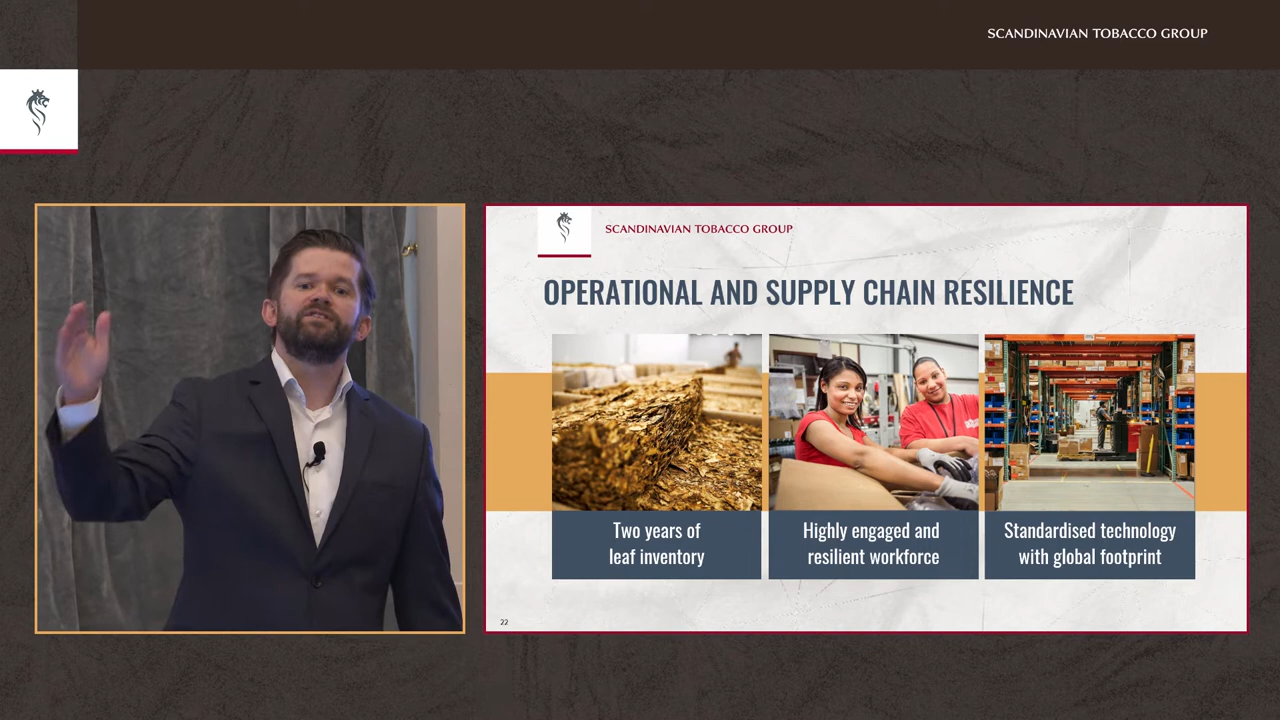 SCANDINAVIAN TOBACCO GROUP
SCANDINAVIAN TOBACCO GROUP
OPERATIONAL AND SUPPLY CHAIN RESILIENCE
Two years of
leaf inventory
Highly engaged and
resilient workforce
Standardised technology
with global footprint
22